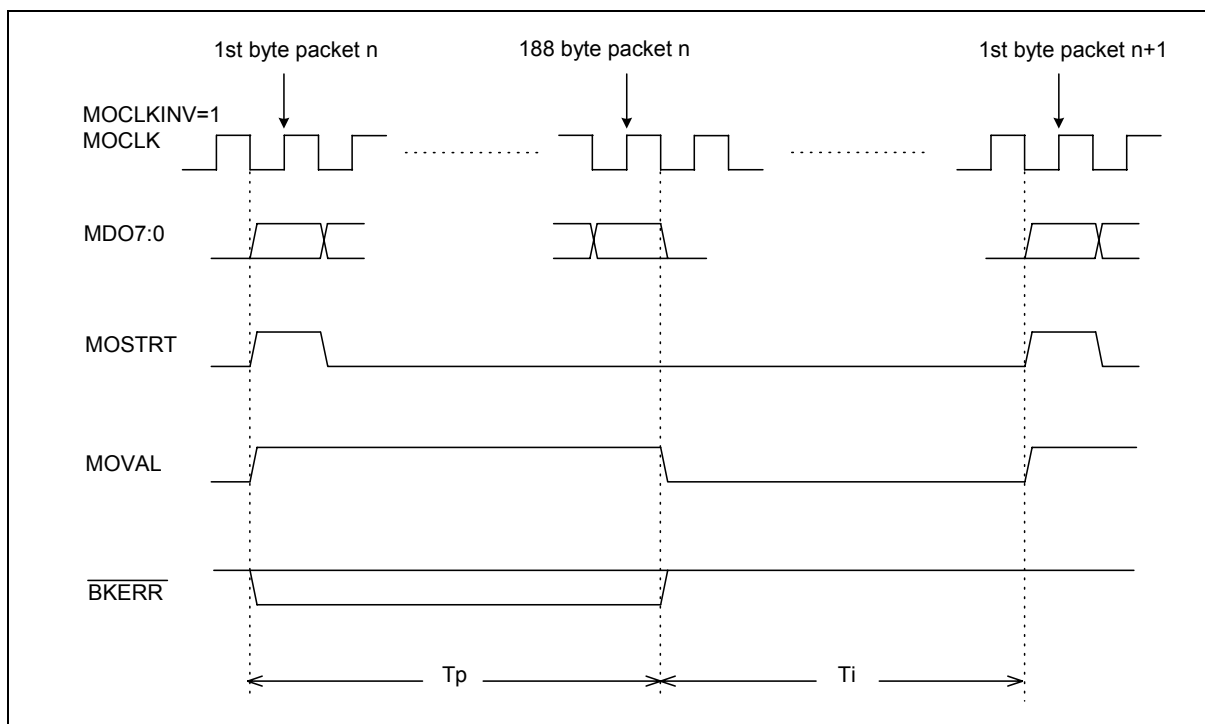 1st byte packet n
188 byte packet n
1st byte packet n+1
MOCLKINV=1
MOCLK
MDO7:0
MOSTRT
MOVAL
BKERR
Tp
Ti